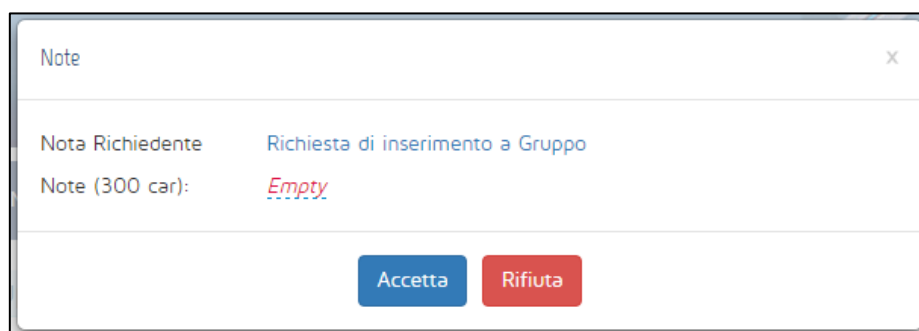 Note x
Nota Richiedente Richiesta di inserimento a Gruppo
Note (300 car): Empty
Accetta Rifiuta